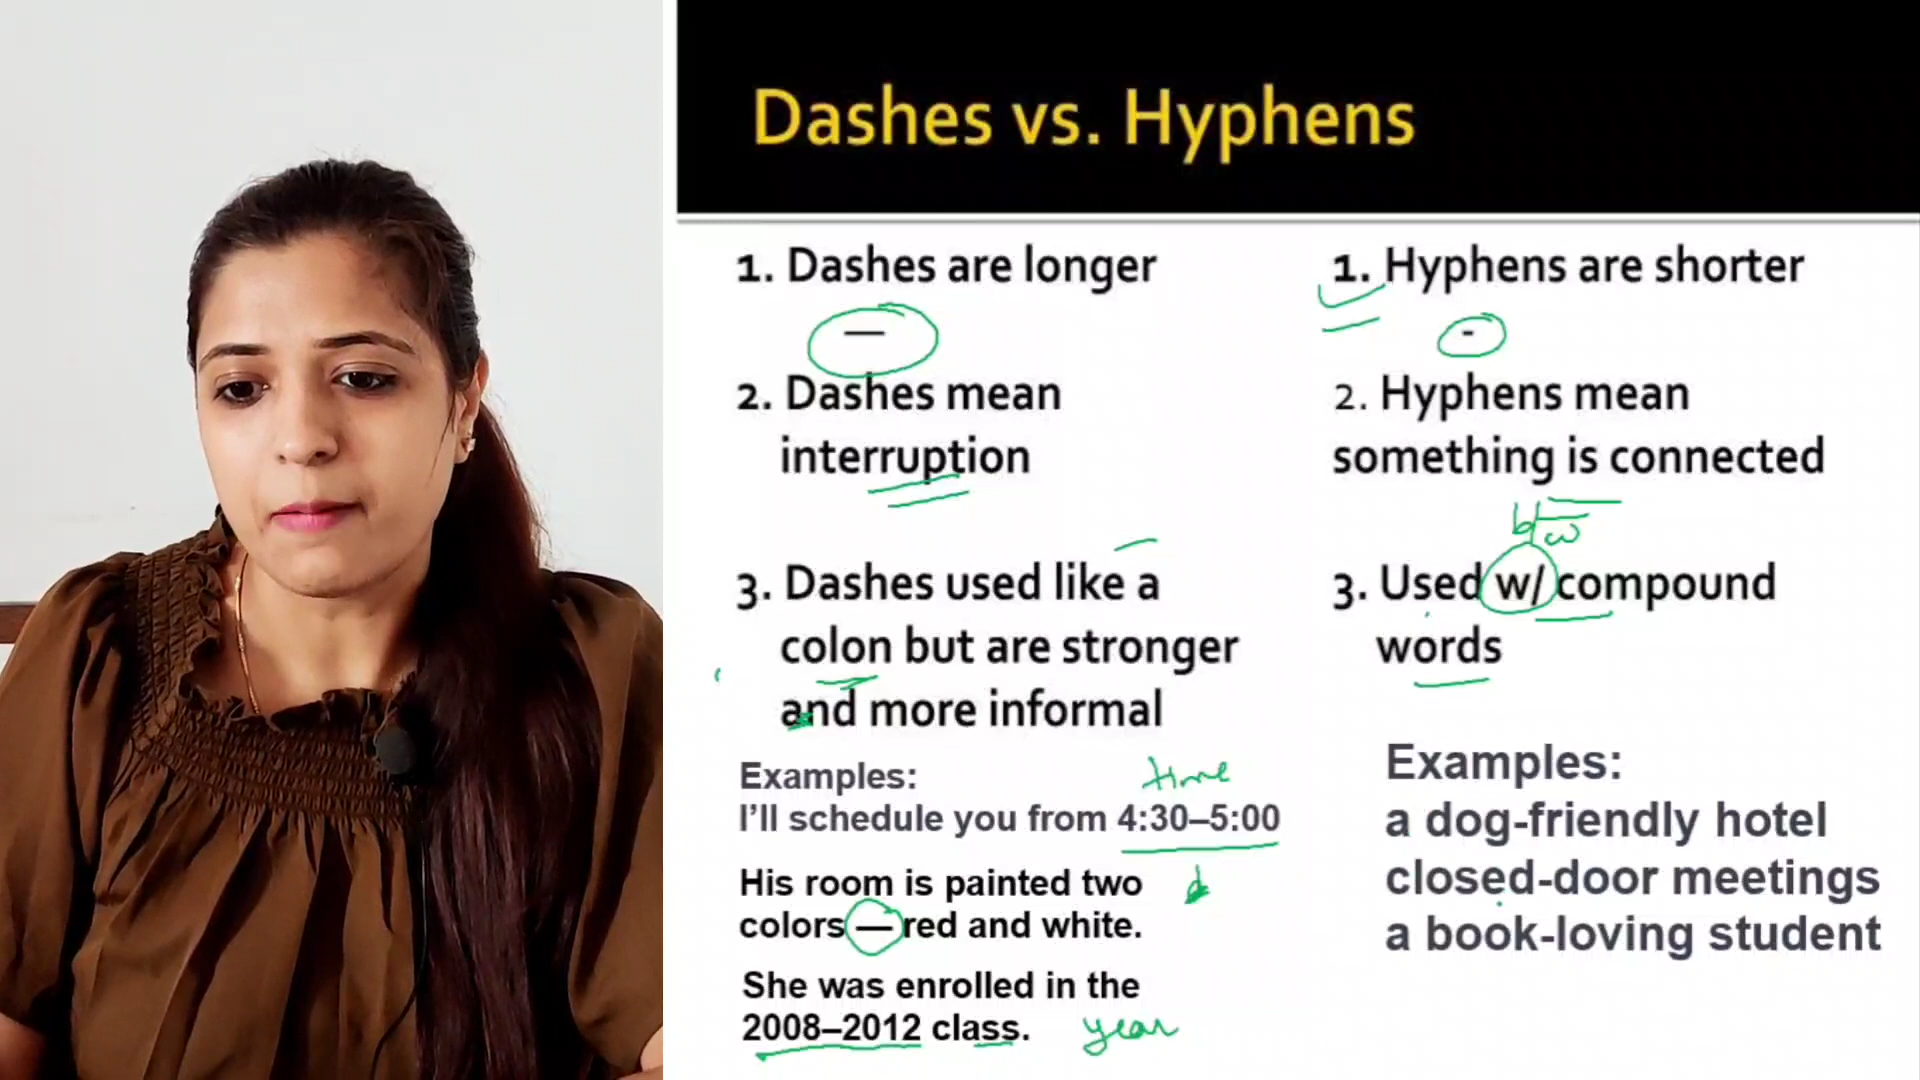 Dashes vs. Hyphens
1. Dashes are longer
—
2. Dashes mean
interruption
3. Dashes used like a
colon but are stronger
and more informal
Examples:
time
I'll schedule you from 4:30–5:00
His room is painted two
colors — red and white.
She was enrolled in the
2008–2012 class.
year
1. Hyphens are shorter
-
2. Hyphens mean
something is connected
b/w
3. Used w/ compound
words
Examples:
a dog-friendly hotel
closed-door meetings
a book-loving student